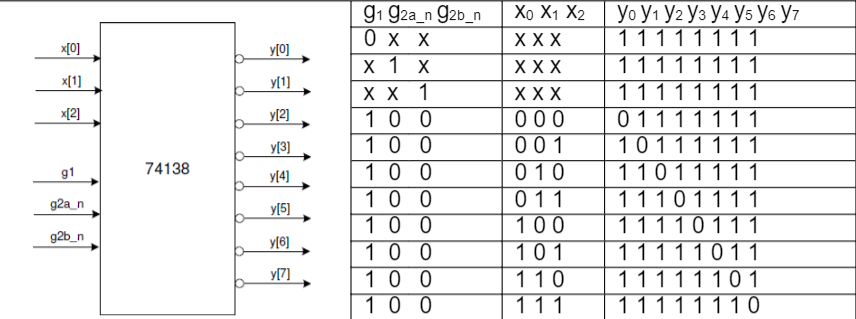 x[0]
x[1]
x[2]
g1
g2a_n
g2b_n
74138
y[0]
y[1]
y[2]
y[3]
y[4]
y[5]
y[6]
y[7]
g1 g2a_n g2b_n x0 x1 x2 y0 y1 y2 y3 y4 y5 y6 y7
0 x x x x x 1 1 1 1 1 1 1 1
x 1 x x x x 1 1 1 1 1 1 1 1
x x 1 x x x 1 1 1 1 1 1 1 1
1 0 0 0 0 0 0 1 1 1 1 1 1 1
1 0 0 0 0 1 1 0 1 1 1 1 1 1
1 0 0 0 1 0 1 1 0 1 1 1 1 1
1 0 0 0 1 1 1 1 1 0 1 1 1 1
1 0 0 1 0 0 1 1 1 1 0 1 1 1
1 0 0 1 0 1 1 1 1 1 1 0 1 1
1 0 0 1 1 0 1 1 1 1 1 1 0 1
1 0 0 1 1 1 1 1 1 1 1 1 1 0